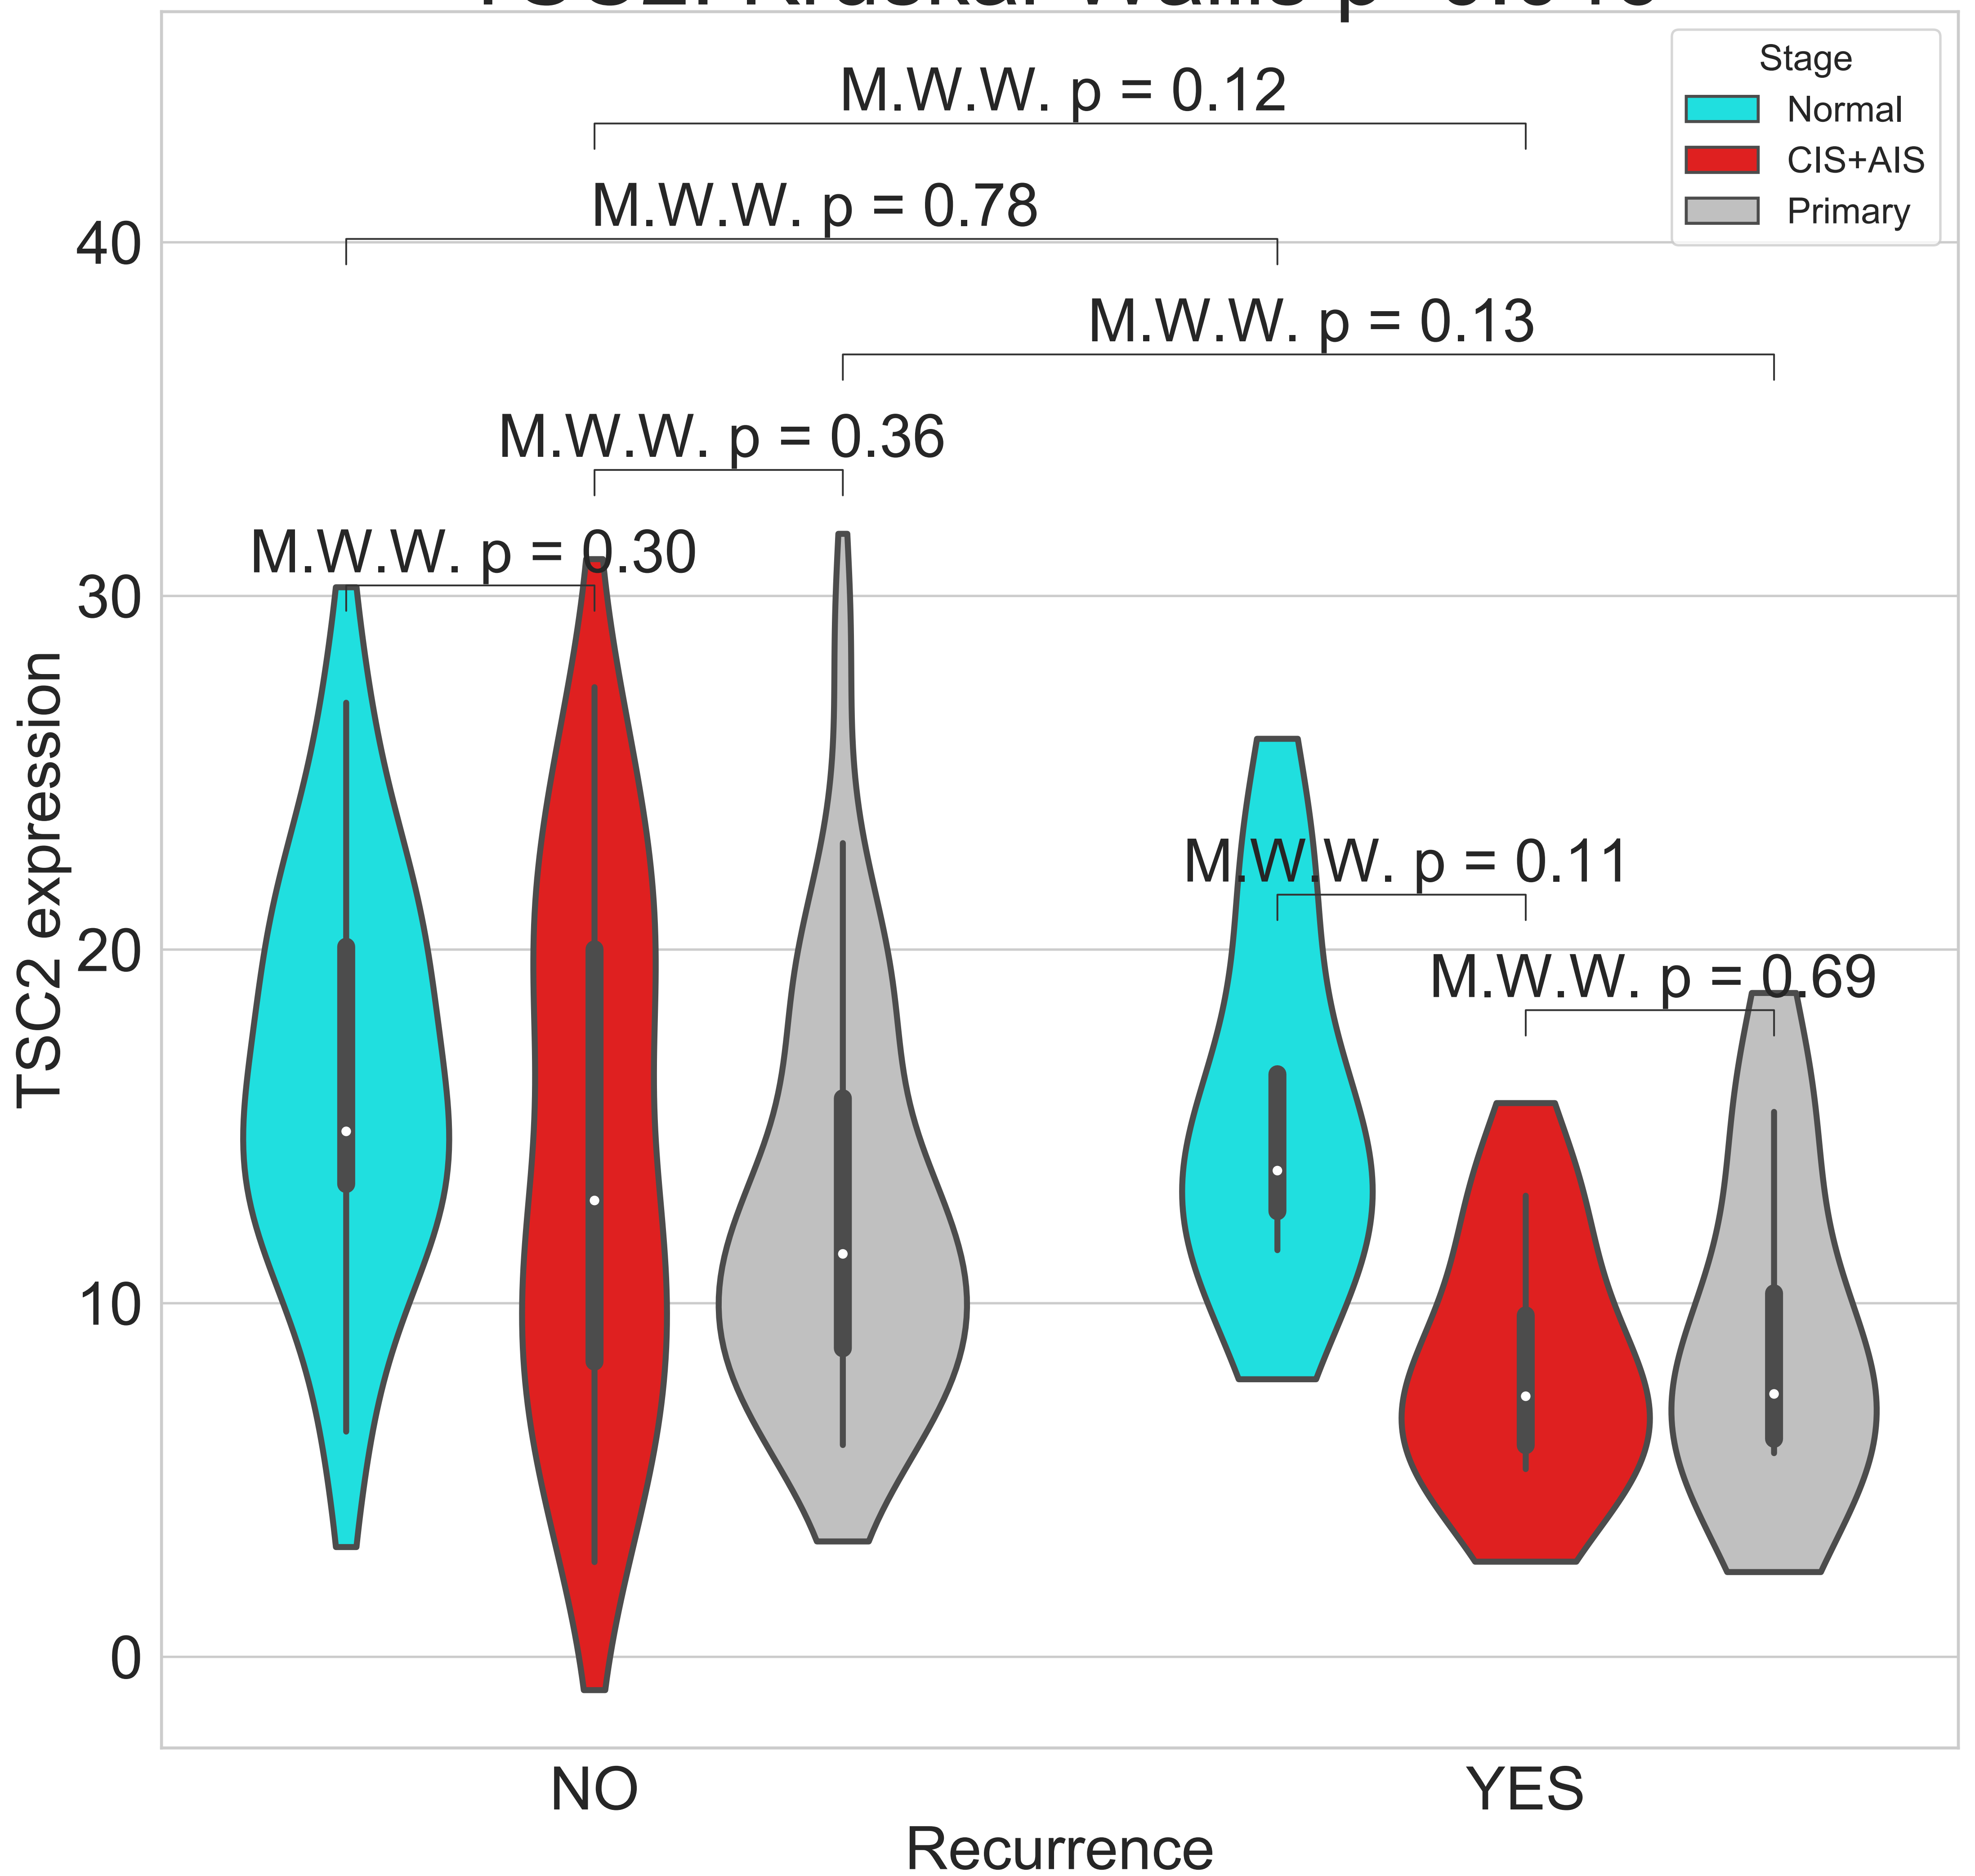 M.W.W. p = 0.12
Stage
Normal
CIS+AIS
Primary
M.W.W. p = 0.78
40
M.W.W. p = 0.13
M.W.W. p = 0.36
M.W.W. p = 0.30
30
TSC2 expression
M.W.W. p = 0.11
20
M.W.W. p = 0.69
10
0
NO
YES
Recurrence